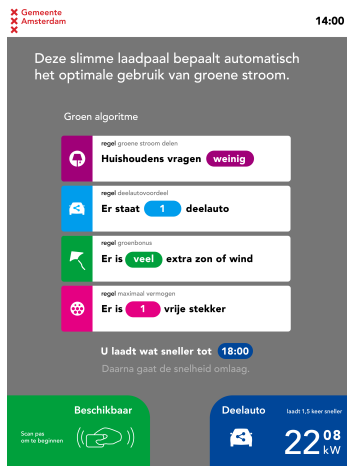 Gemeente
Amsterdam
14:00
Deze slimme laadpaal bepaalt automatisch
het optimale gebruik van groene stroom.
Groen algoritme
regel groene stroom delen
Huishoudens vragen weinig
regel deelautovoordeel
Er staat 1 deelauto
regel groenbonus
Er is veel extra zon of wind
regel maximaal vermogen
Er is 1 vrije stekker
U laadt wat sneller tot 18:00
Daarna gaat de snelheid omlaag.
Beschikbaar
Scan pas
om te beginnen
Deelauto laadt 1,5 keer sneller
22 08 kW